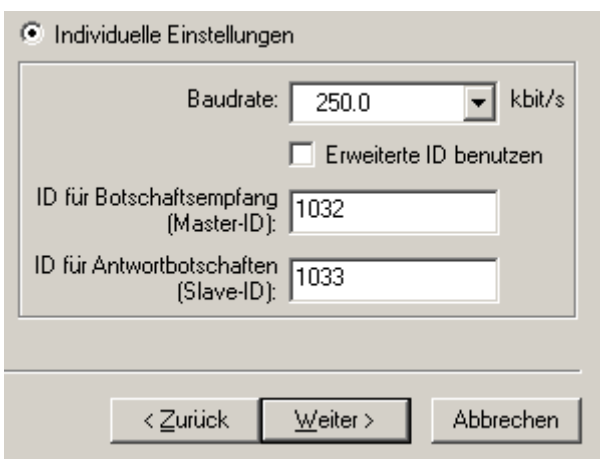 Individuelle Einstellungen
Baudrate: 250.0 kbit/s
Erweiterte ID benutzen
ID für Botschaftsempfang
(Master-ID): 1032
ID für Antwortbotschaften
(Slave-ID): 1033
< Zurück Weiter > Abbrechen